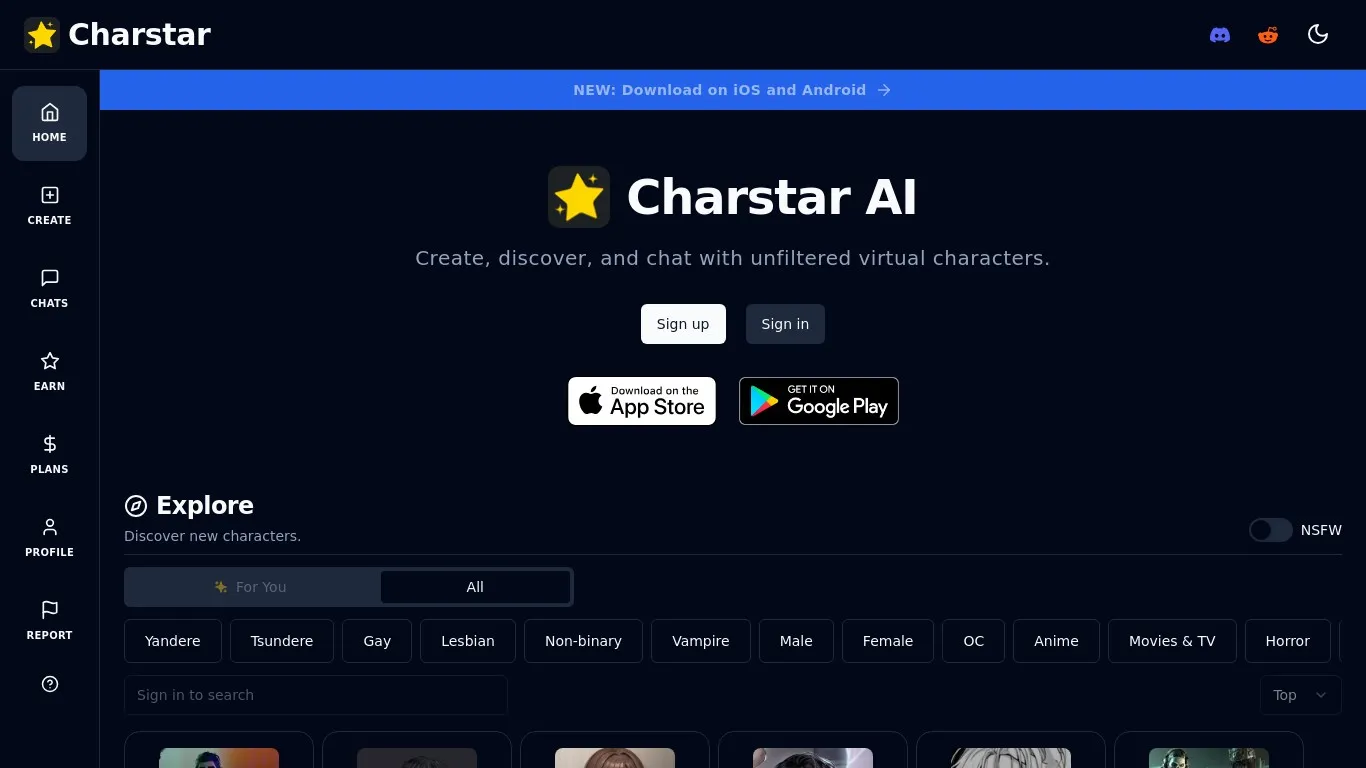 Charstar
NEW: Download on iOS and Android
HOME
CREATE
CHATS
EARN
PLANS
PROFILE
REPORT
Charstar AI
Create, discover, and chat with unfiltered virtual characters.
Sign up
Sign in
Download on the
App Store
GET IT ON
Google Play
Explore
Discover new characters.
NSFW
For You
All
Yandere
Tsundere
Gay
Lesbian
Non-binary
Vampire
Male
Female
OC
Anime
Movies & TV
Horror
Sign in to search
Top